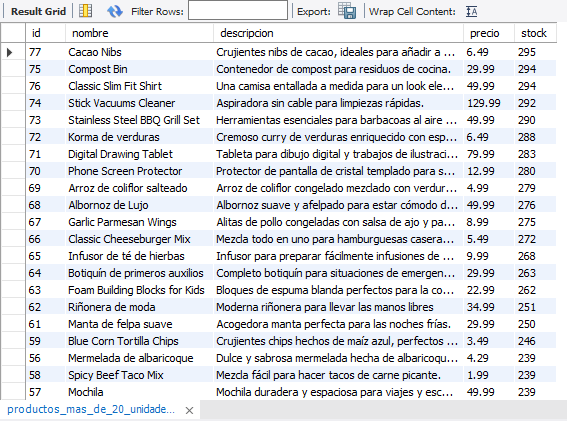 Result Grid Filter Rows: Export: Wrap Cell Content:
id nombre descripcion precio stock
77 Cacao Nibs Crujientes nibs de cacao, ideales para añadir a ... 6.49 295
75 Compost Bin Contenedor de compost para residuos de cocina. 29.99 294
76 Classic Slim Fit Shirt Una camisa entallada a medida para un look ele... 49.99 294
74 Stick Vacuums Cleaner Aspiradora sin cable para limpiezas rápidas. 129.99 292
73 Stainless Steel BBQ Grill Set Herramientas esenciales para barbacoas al aire ... 49.99 290
72 Korma de verduras Cremoso curry de verduras enriquecido con esp... 6.49 288
71 Digital Drawing Tablet Tableta para dibujo digital y trabajos de ilustraci... 79.99 283
70 Phone Screen Protector Protector de pantalla de cristal templado para s... 12.99 280
69 Arroz de coliflor salteado Arroz de coliflor congelado mezclado con verdur... 4.99 279
68 Albornoz de Lujo Albornoz suave y afelpado para estar cómodo d... 49.99 276
67 Garlic Parmesan Wings Alitas de pollo congeladas con salsa de ajo y pa... 8.99 275
66 Classic Cheeseburger Mix Mezcla todo en uno para hamburguesas casera... 5.49 272
65 Infusor de té de hierbas Infusor para preparar fácilmente infusiones de ... 9.99 268
64 Botiquín de primeros auxilios Completo botiquín para situaciones de emergen... 29.99 263
63 Foam Building Blocks for Kids Bloques de espuma blanda perfectos para la co... 22.99 262
62 Riñonera de moda Moderna riñonera para llevar las manos libres 34.99 251
61 Manta de felpa suave Acogedora manta perfecta para las noches frías. 29.99 250
59 Blue Corn Tortilla Chips Crujientes chips hechos de maíz azul, perfectos ... 3.49 246
56 Mermelada de albaricoque Dulce y sabrosa mermelada hecha de albaricoqu... 4.29 239
58 Spicy Beef Taco Mix Mezcla fácil para hacer tacos de carne picante. 1.99 239
57 Mochila Mochila duradera y espaciosa para viajes y esc... 49.99 239
productos_mas_de_20_unidade...